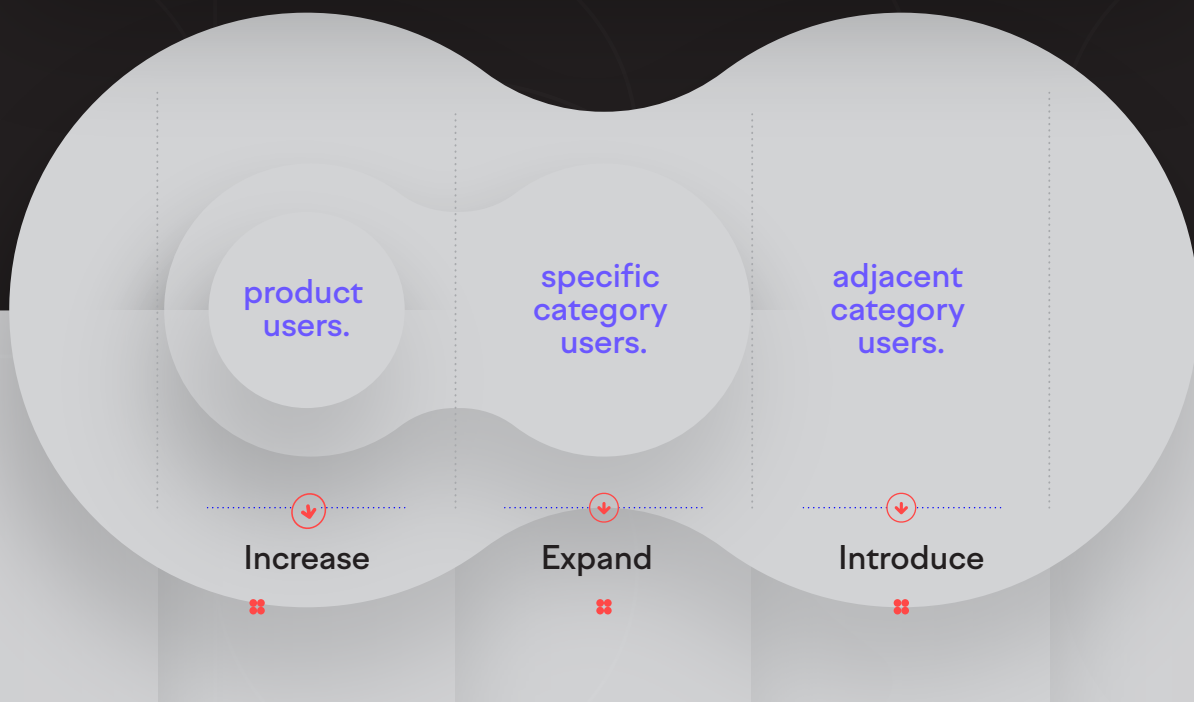 product
users.
specific
category
users.
adjacent
category
users.
Increase
Expand
Introduce